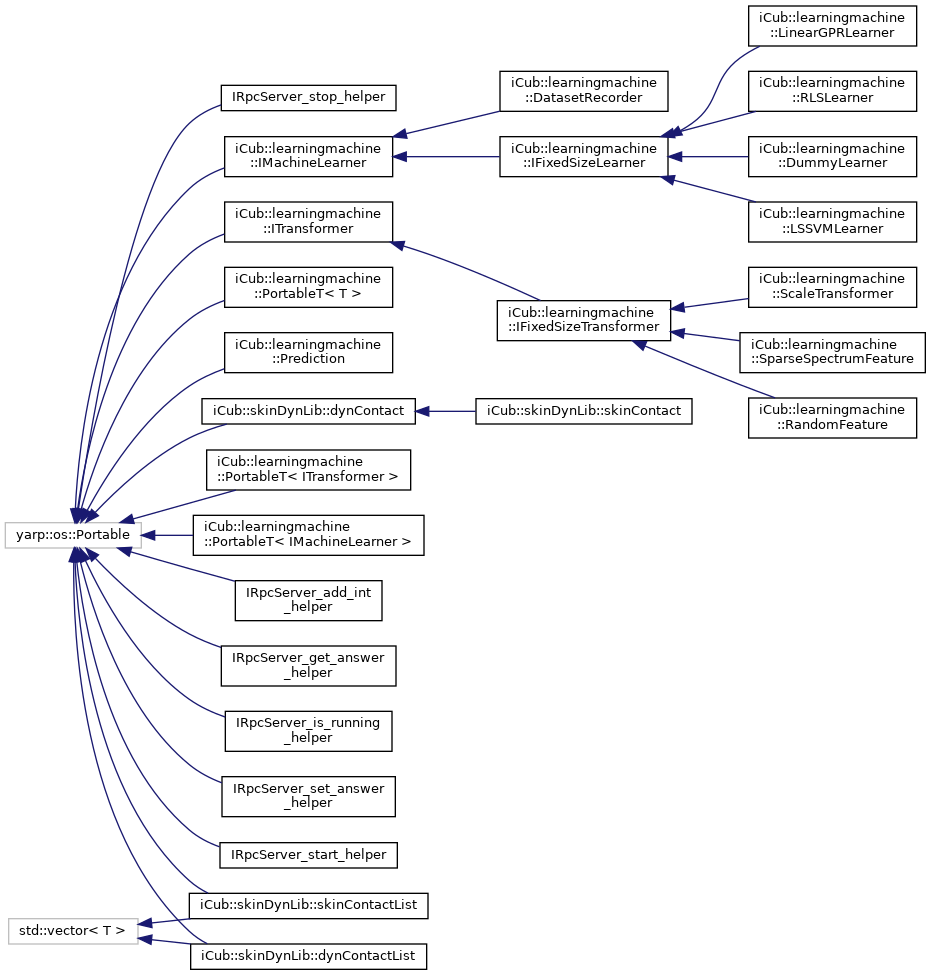 iCub::learningmachine
::LinearGPRLearner
iCub::learningmachine
::DatasetRecorder
iCub::learningmachine
::RLSLearner
IRpcServer_stop_helper
iCub::learningmachine
::IMachineLearner
iCub::learningmachine
::IFixedSizeLearner
iCub::learningmachine
::DummyLearner
iCub::learningmachine
::ITransformer
iCub::learningmachine
::LSSVMLearner
iCub::learningmachine
::PortableT< T >
iCub::learningmachine
::ScaleTransformer
iCub::learningmachine
::IFixedSizeTransformer
iCub::learningmachine
::Prediction
iCub::learningmachine
::SparseSpectrumFeature
iCub::skinDynLib::dynContact
iCub::skinDynLib::skinContact
iCub::learningmachine
::RandomFeature
iCub::learningmachine
::PortableT< ITransformer >
yarp::os::Portable
iCub::learningmachine
::PortableT< IMachineLearner >
IRpcServer_add_int
_helper
IRpcServer_get_answer
_helper
IRpcServer_is_running
_helper
IRpcServer_set_answer
_helper
IRpcServer_start_helper
iCub::skinDynLib::skinContactList
std::vector< T >
iCub::skinDynLib::dynContactList